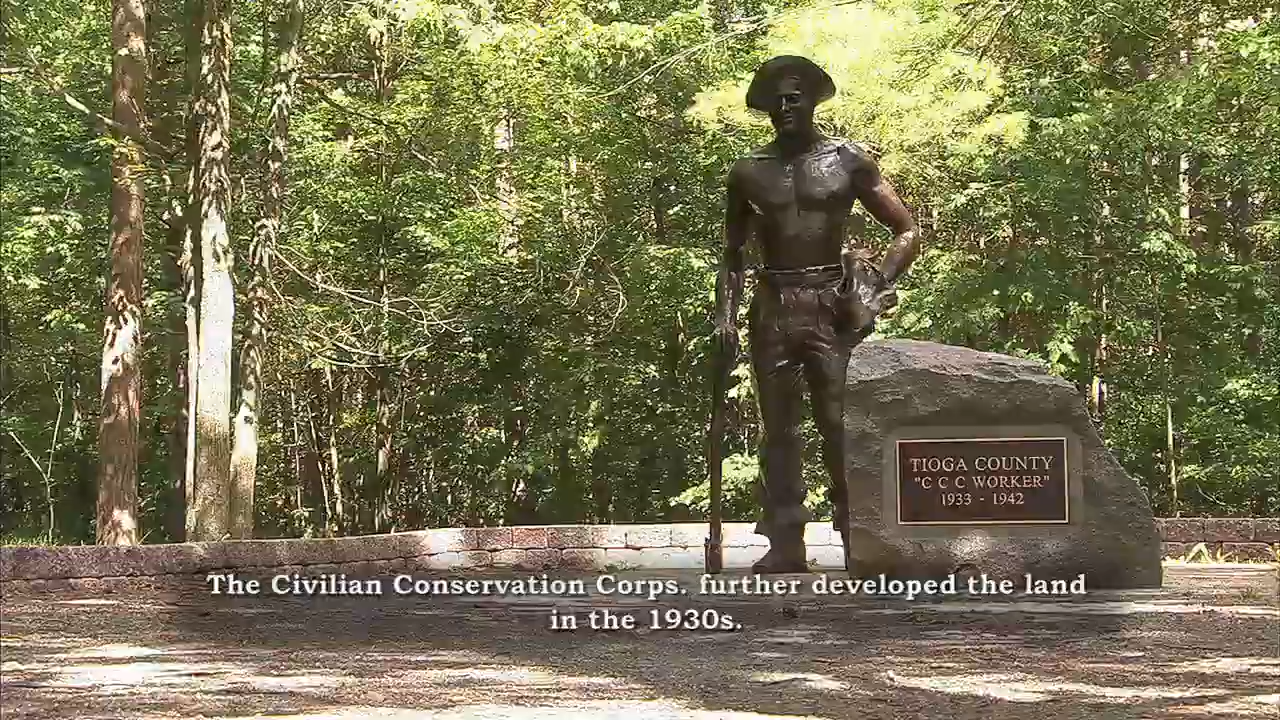 TIOGA COUNTY
"C C C WORKER"
1933 - 1942
The Civilian Conservation Corps. further developed the land
in the 1930s.